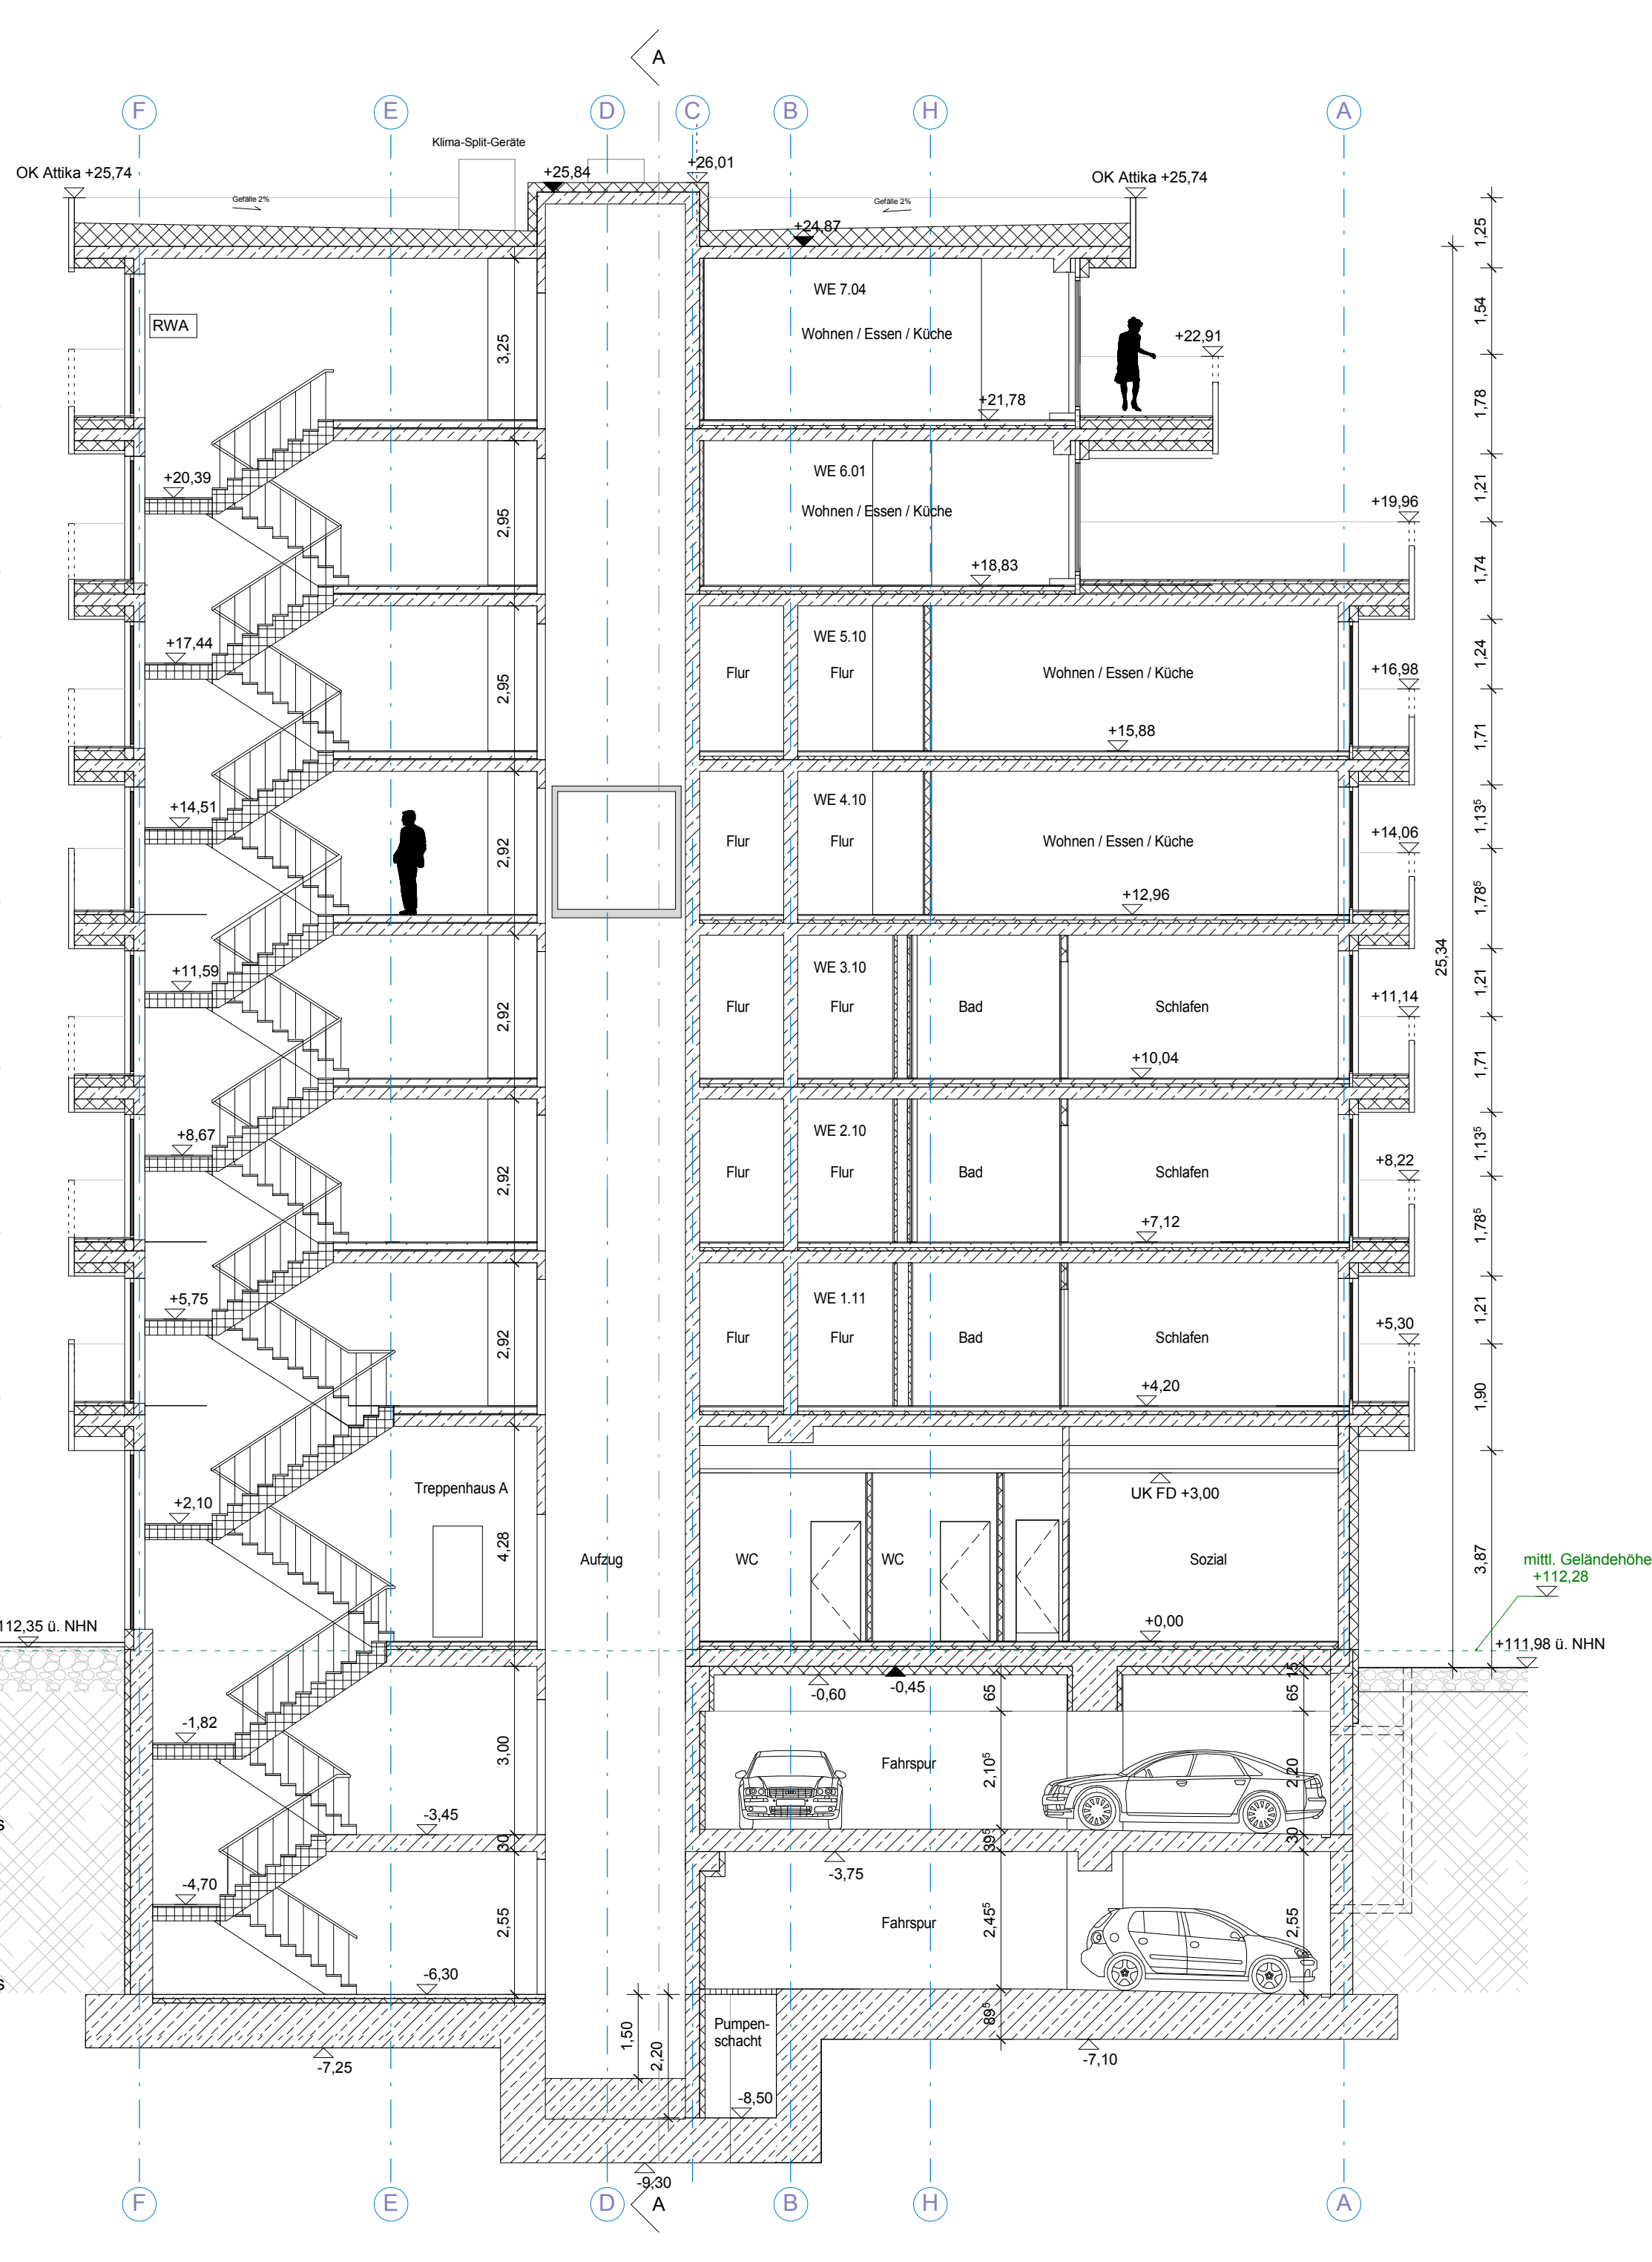 A
F E D C B H A
Klima-Split-Geräte
OK Attika +25,74
+25,84
+26,01
OK Attika +25,74
Gefälle 2%
Gefälle 2%
+24,87
1,25
WE 7.04
Wohnen / Essen / Küche
RWA
3,25
+22,91
1,54
+21,78
1,78
WE 6.01
Wohnen / Essen / Küche
+20,39
2,95
+19,96
1,21
+18,83
1,74
WE 5.10
Flur
Flur
Wohnen / Essen / Küche
+17,44
2,95
+16,98
1,24
+15,88
1,71
WE 4.10
Flur
Flur
Wohnen / Essen / Küche
+14,51
2,92
+14,06
1,13⁵
+12,96
1,78⁵
25,34
WE 3.10
Flur
Flur
Bad
Schlafen
+11,59
2,92
+11,14
1,21
+10,04
1,71
WE 2.10
Flur
Flur
Bad
Schlafen
+8,67
2,92
+8,22
1,13⁵
+7,12
1,78⁵
WE 1.11
Flur
Flur
Bad
Schlafen
+5,75
2,92
+5,30
1,21
+4,20
1,90
Treppenhaus A
UK FD +3,00
+2,10
4,28
Aufzug
WC
WC
Sozial
3,87
mittl. Geländehöhe
+112,28
112,35 ü. NHN
+0,00
+111,98 ü. NHN
-0,60
-0,45
15
65
65
-1,82
3,00
Fahrspur
2,10⁵
2,20
-3,45
30
39⁵
30
-3,75
s
-4,70
2,55
Fahrspur
2,45⁵
2,55
s
-6,30
1,50
2,20
Pumpen-
schacht
89⁵
-7,25
-7,10
-8,50
-9,30
F E D A B H A